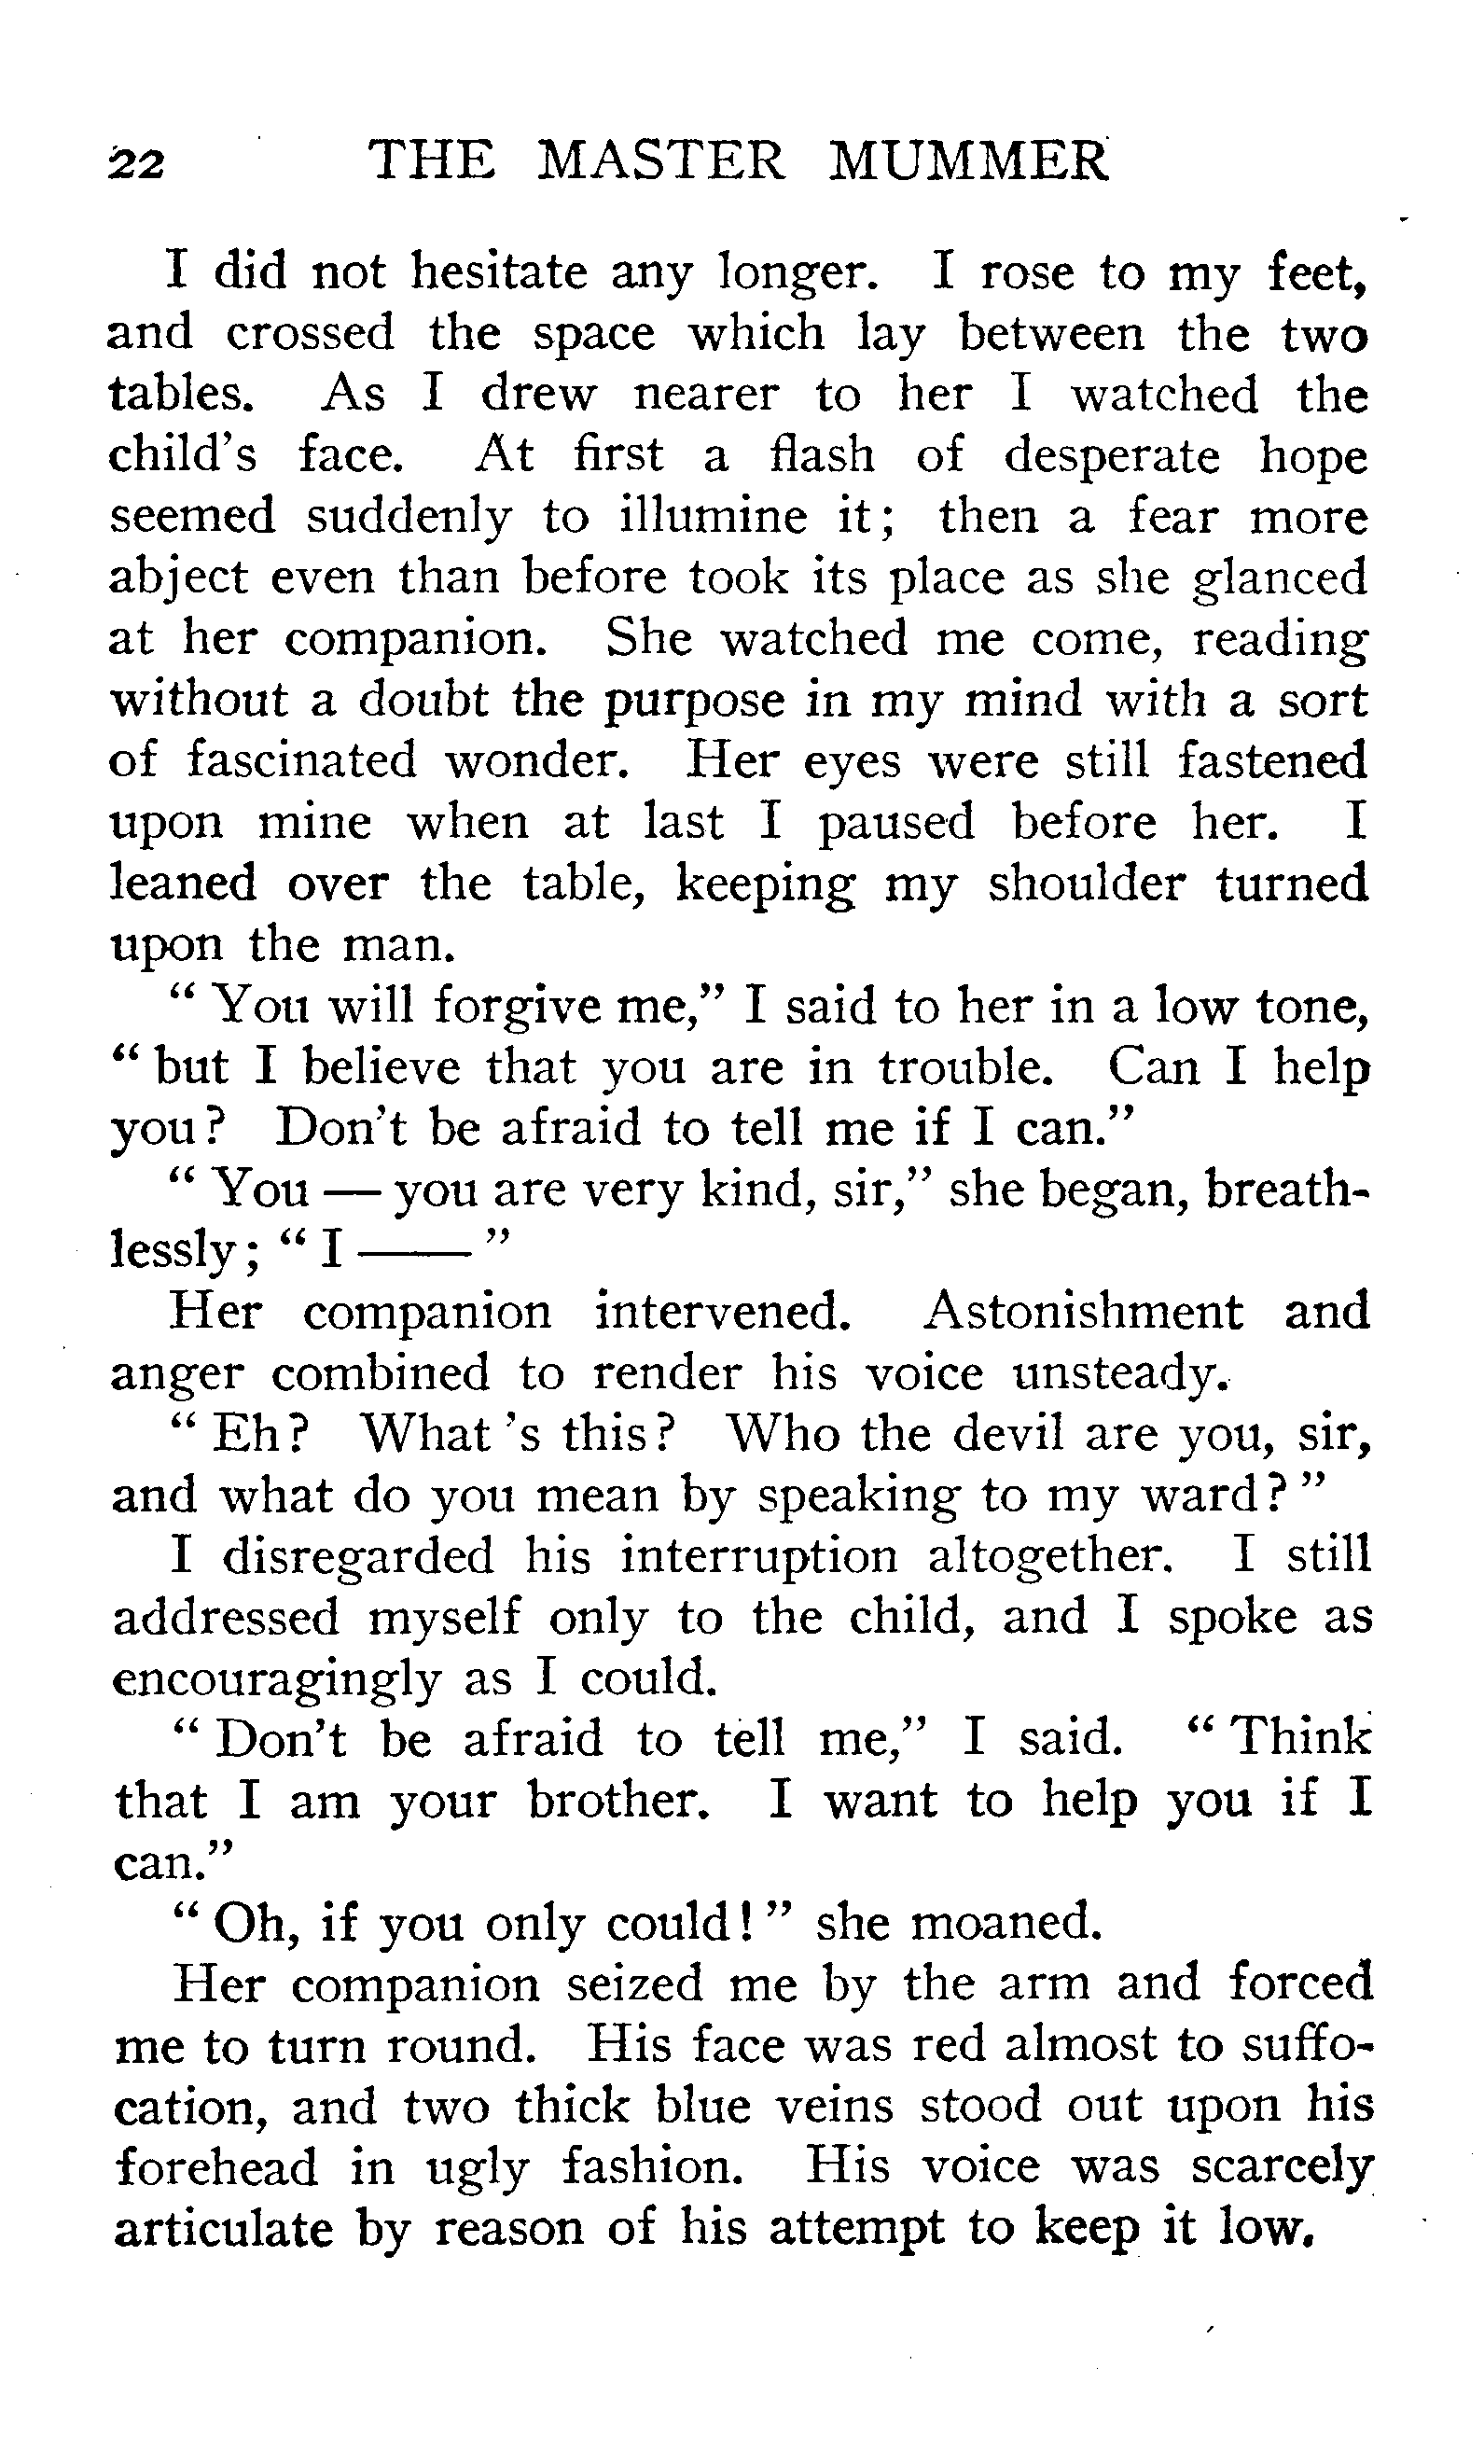 22 THE MASTER MUMMER
I did not hesitate any longer. I rose to my feet,
and crossed the space which lay between the two
tables. As I drew nearer to her I watched the
child's face. At first a flash of desperate hope
seemed suddenly to illumine it; then a fear more
abject even than before took its place as she glanced
at her companion. She watched me come, reading
without a doubt the purpose in my mind with a sort
of fascinated wonder. Her eyes were still fastened
upon mine when at last I paused before her. I
leaned over the table, keeping my shoulder turned
upon the man.
“ You will forgive me,” I said to her in a low tone,
“ but I believe that you are in trouble. Can I help
you? Don't be afraid to tell me if I can.”
“ You — you are very kind, sir,” she began, breath-
lessly; “ I —— ”
Her companion intervened. Astonishment and
anger combined to render his voice unsteady.
“ Eh? What 's this? Who the devil are you, sir,
and what do you mean by speaking to my ward? ”
I disregarded his interruption altogether. I still
addressed myself only to the child, and I spoke as
encouragingly as I could.
“ Don't be afraid to tell me,” I said. “ Think
that I am your brother. I want to help you if I
can.”
“ Oh, if you only could! ” she moaned.
Her companion seized me by the arm and forced
me to turn round. His face was red almost to suffo-
cation, and two thick blue veins stood out upon his
forehead in ugly fashion. His voice was scarcely
articulate by reason of his attempt to keep it low.